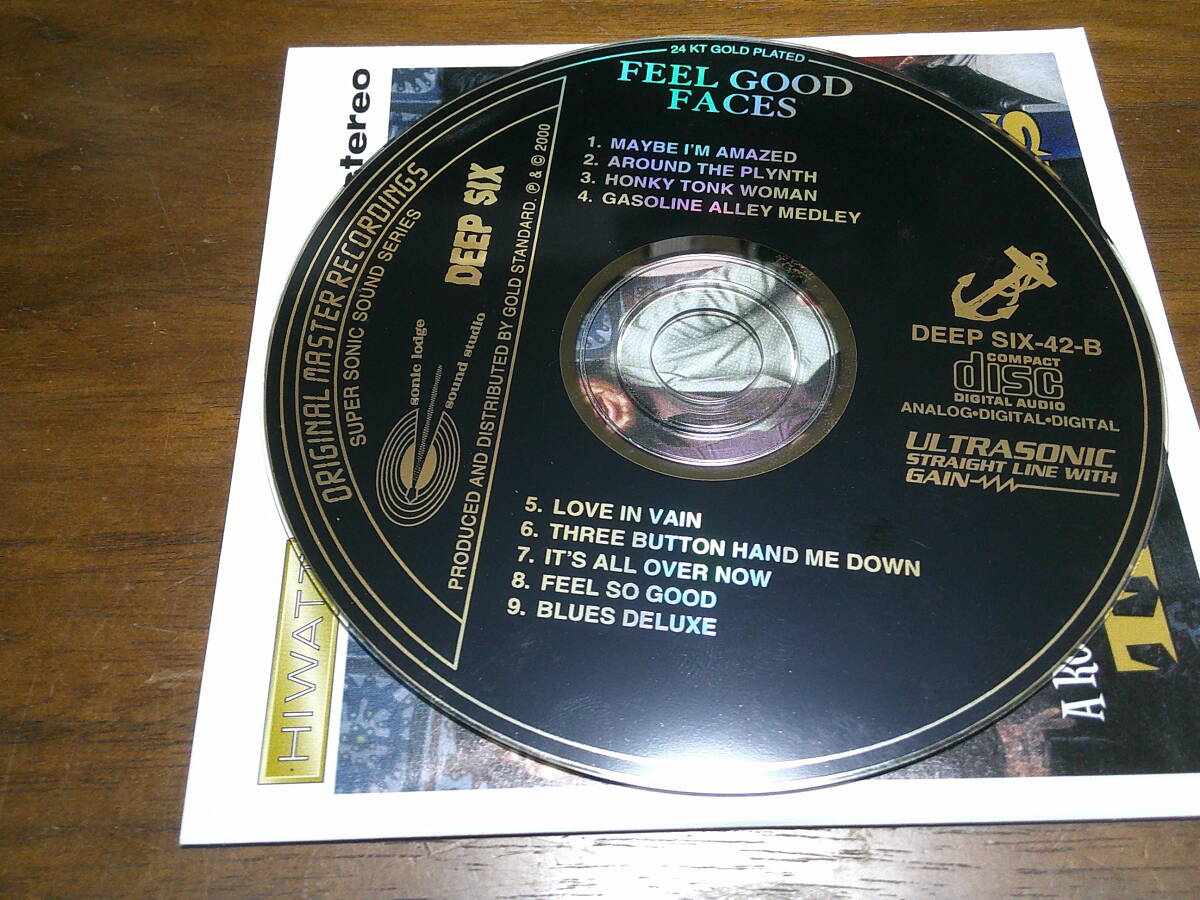 24 KT GOLD PLATED
FEEL GOOD
FACES
1. MAYBE I'M AMAZED
2. AROUND THE PLYNTH
3. HONKY TONK WOMAN
4. GASOLINE ALLEY MEDLEY
ORIGINAL MASTER RECORDINGS
SUPER SONIC SOUND SERIES
DEEP SIX
sonic lodge
sound studio
PRODUCED AND DISTRIBUTED BY GOLD STANDARD. ℗ & © 2000
DEEP SIX-42-B
COMPACT
disc
DIGITAL AUDIO
ANALOG•DIGITAL•DIGITAL
ULTRASONIC
STRAIGHT LINE WITH
GAIN
5. LOVE IN VAIN
6. THREE BUTTON HAND ME DOWN
7. IT'S ALL OVER NOW
8. FEEL SO GOOD
9. BLUES DELUXE
stereo
HIWATT
A